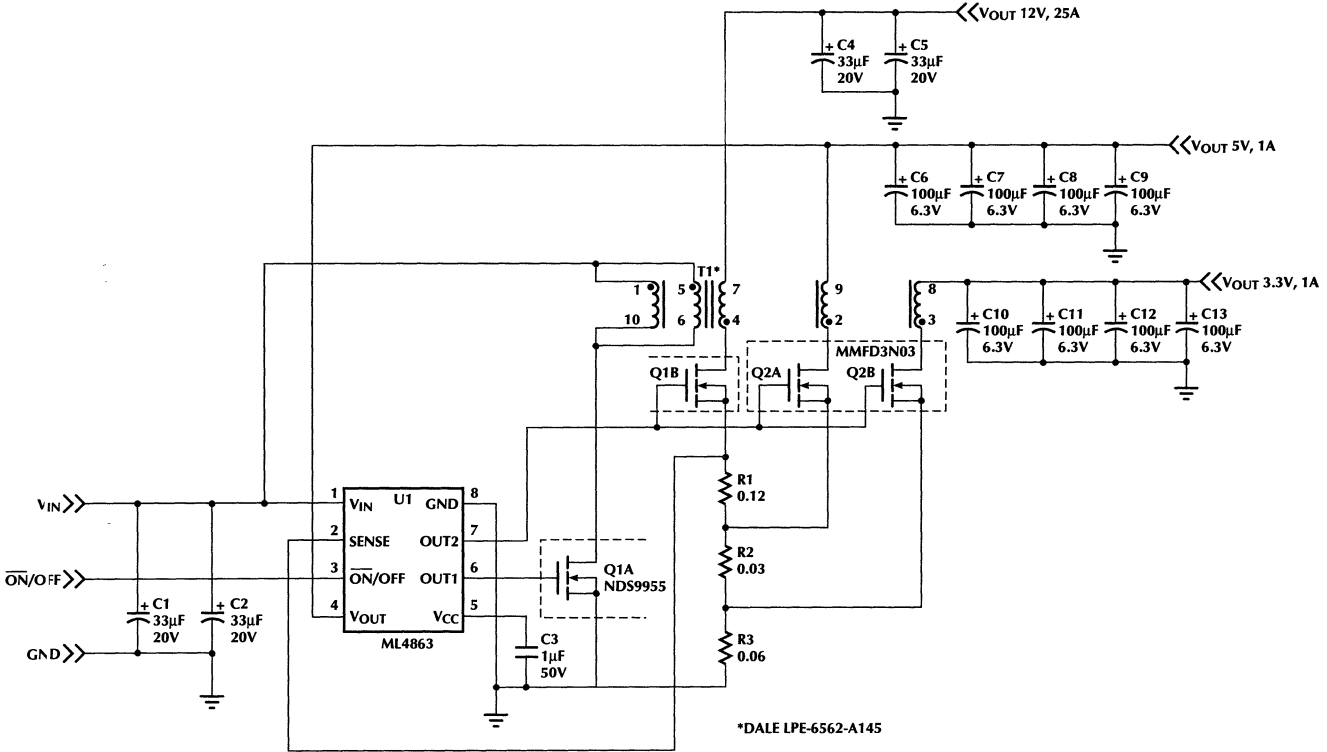 VOUT 12V, 25A
+ C4
33µF
20V
+ C5
33µF
20V
VOUT 5V, 1A
+ C6
100µF
6.3V
+ C7
100µF
6.3V
+ C8
100µF
6.3V
+ C9
100µF
6.3V
T1*
1
10
5
6
7
4
9
2
8
3
VOUT 3.3V, 1A
+ C10
100µF
6.3V
+ C11
100µF
6.3V
+ C12
100µF
6.3V
+ C13
100µF
6.3V
MMFD3N03
Q1B
Q2A
Q2B
R1
0.12
R2
0.03
R3
0.06
VIN
ON/OFF
GND
+ C1
33µF
20V
+ C2
33µF
20V
U1
1 VIN
2 SENSE
3 ON/OFF
4 VOUT
GND 8
OUT2 7
OUT1 6
VCC 5
ML4863
Q1A
NDS9955
C3
1µF
50V
*DALE LPE-6562-A145